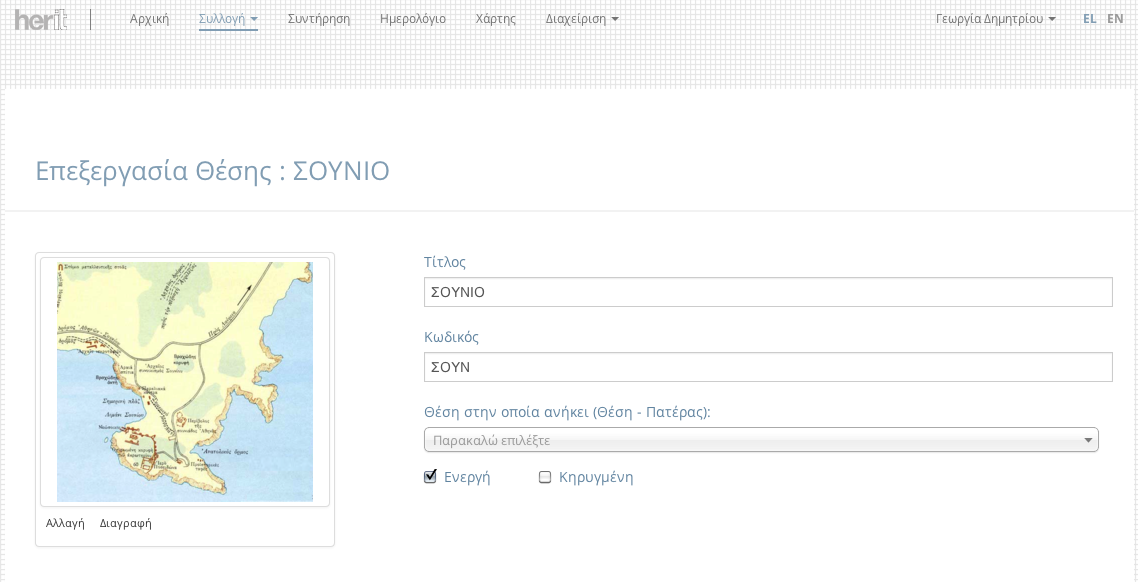 herit
Αρχική Συλλογή Συντήρηση Ημερολόγιο Χάρτης Διαχείριση Γεωργία Δημητρίου EL EN
Επεξεργασία Θέσης : ΣΟΥΝΙΟ
Τίτλος
ΣΟΥΝΙΟ
Κωδικός
ΣΟΥΝ
Θέση στην οποία ανήκει (Θέση - Πατέρας):
Παρακαλώ επιλέξτε
Ενεργή Κηρυγμένη
Αλλαγή Διαγραφή